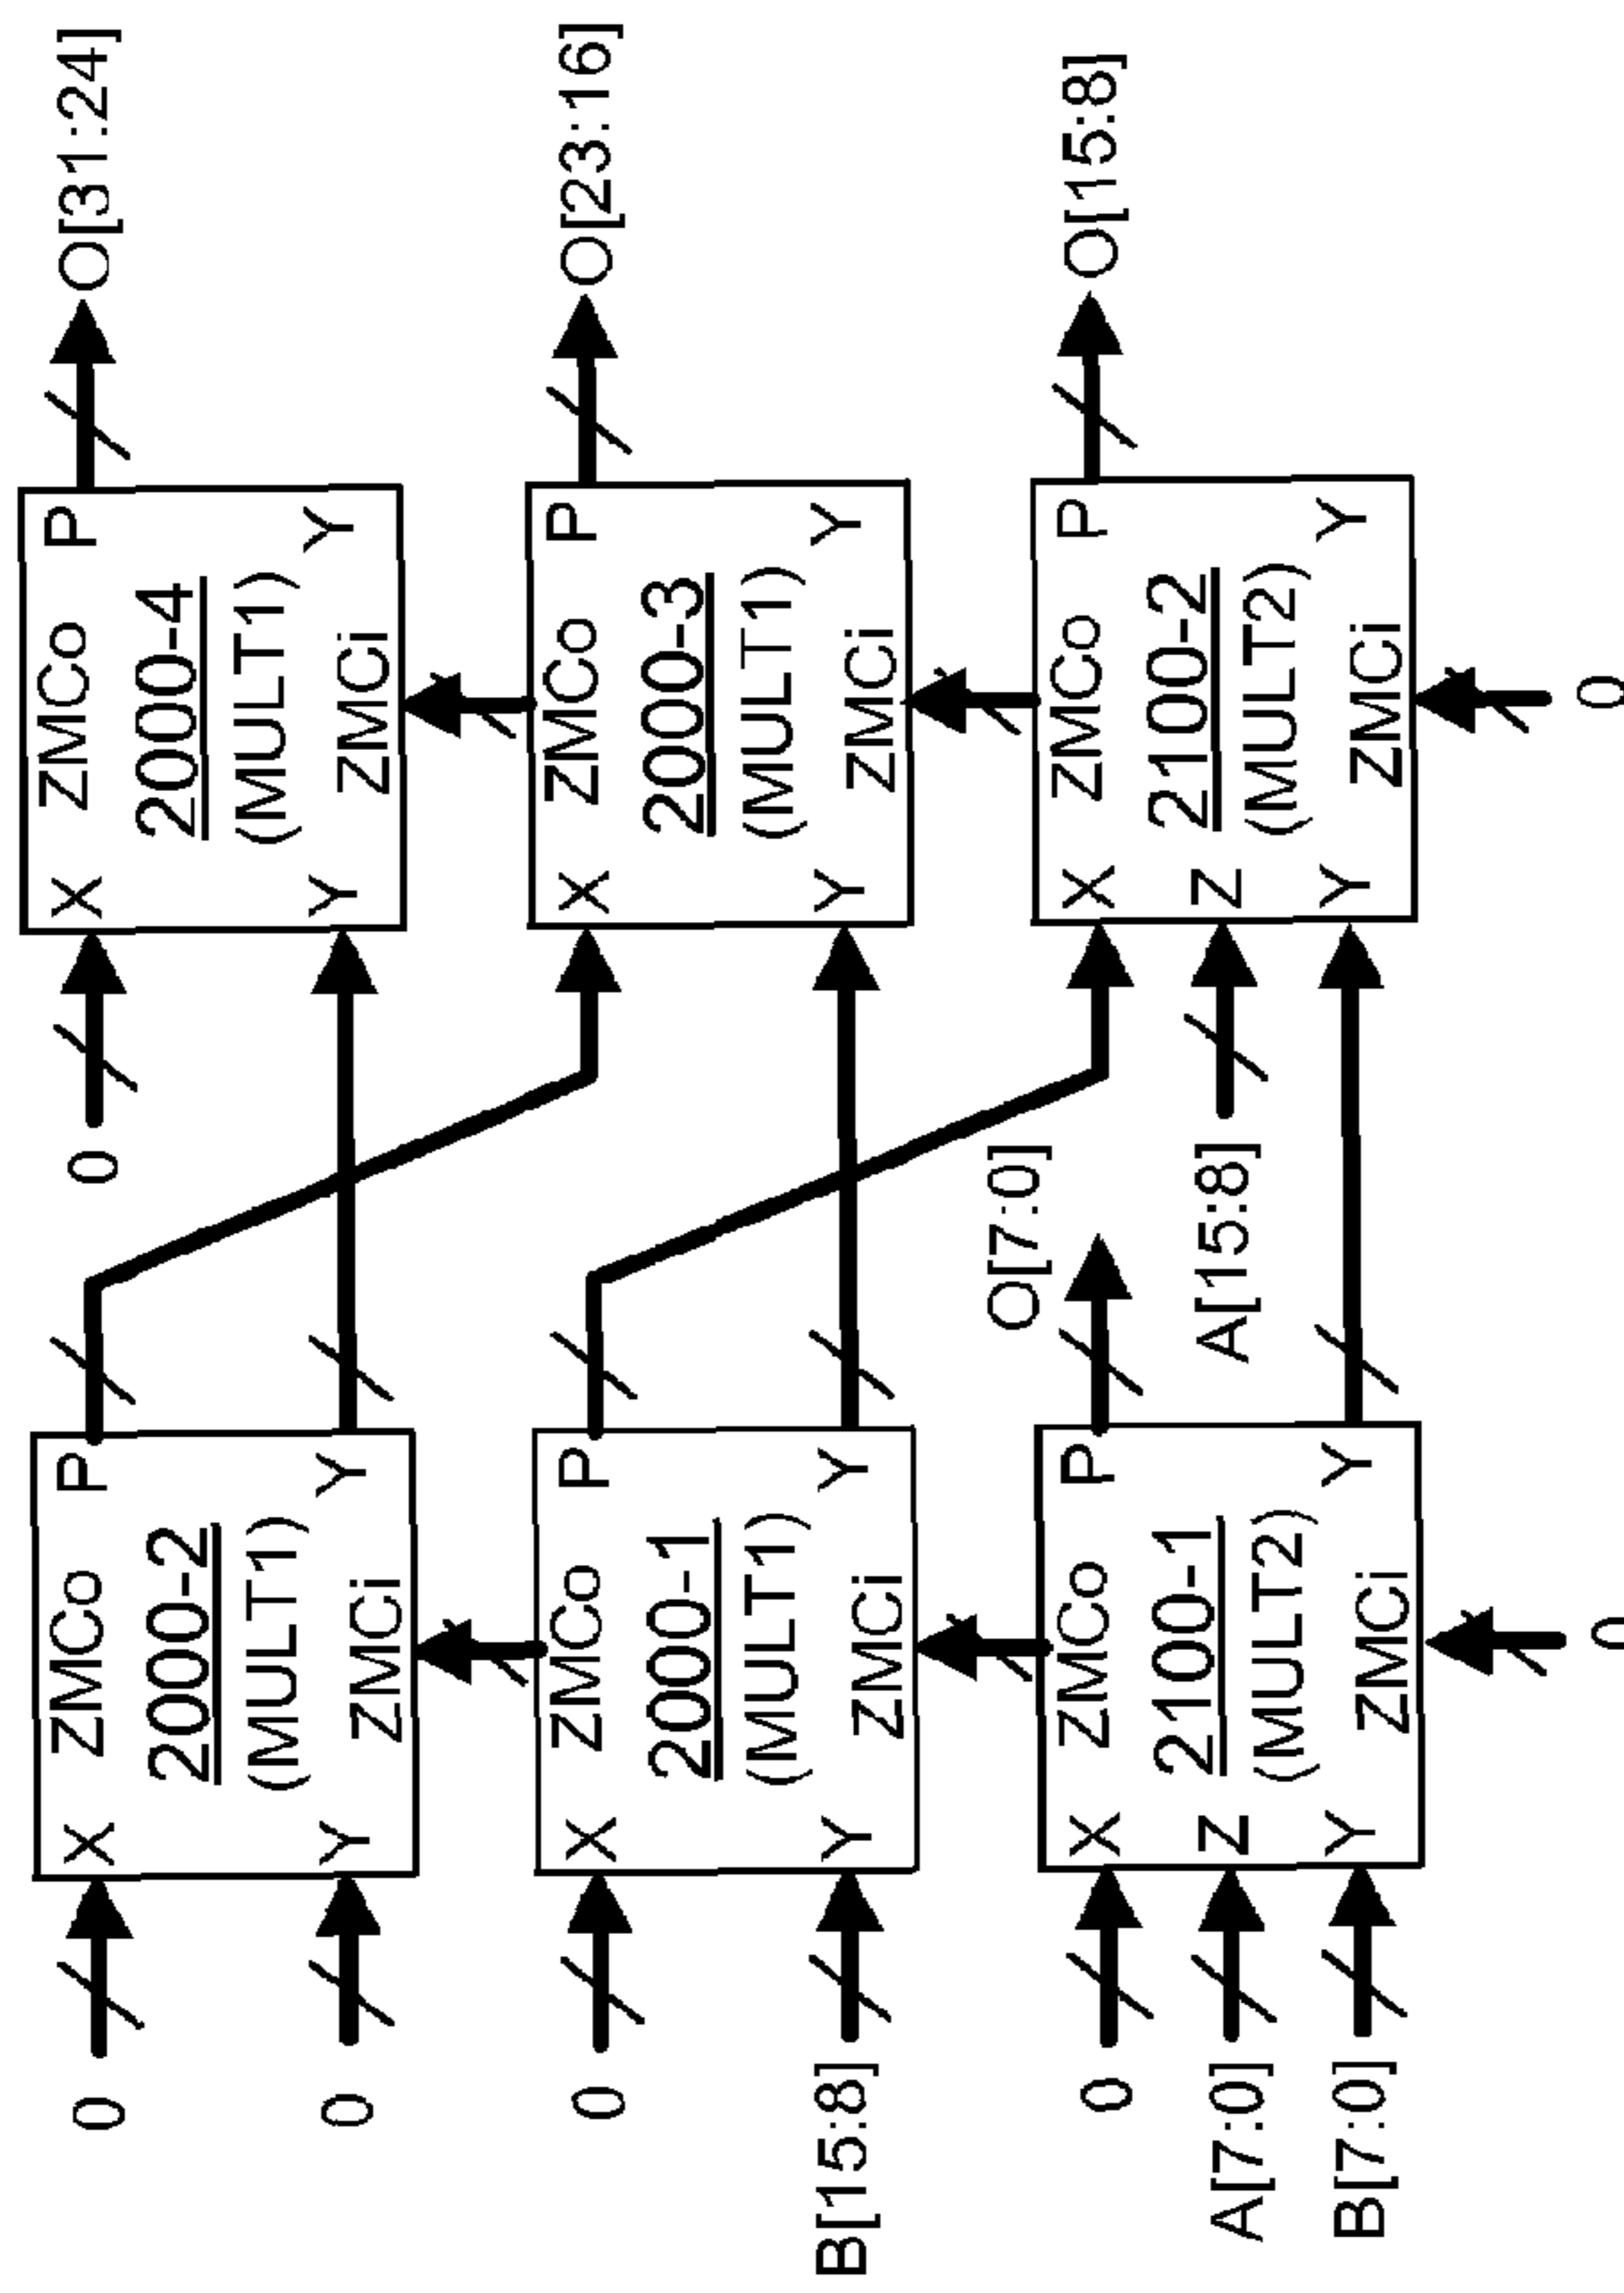 0
X ZMCo P
2000-2
(MULT1)
0
Y ZMCi Y
0
X ZMCo P
2000-4
(MULT1)
Y ZMCi Y
O[31:24]
0
X ZMCo P
2000-1
(MULT1)
B[15:8]
Y ZMCi Y
X ZMCo P
2000-3
(MULT1)
Y ZMCi Y
O[23:16]
0
X ZMCo P
A[7:0]
Z 2100-1
(MULT2)
B[7:0]
Y ZMCi Y
0
O[7:0]
X ZMCo P
A[15:8]
Z 2100-2
(MULT2)
Y ZMCi Y
0
O[15:8]